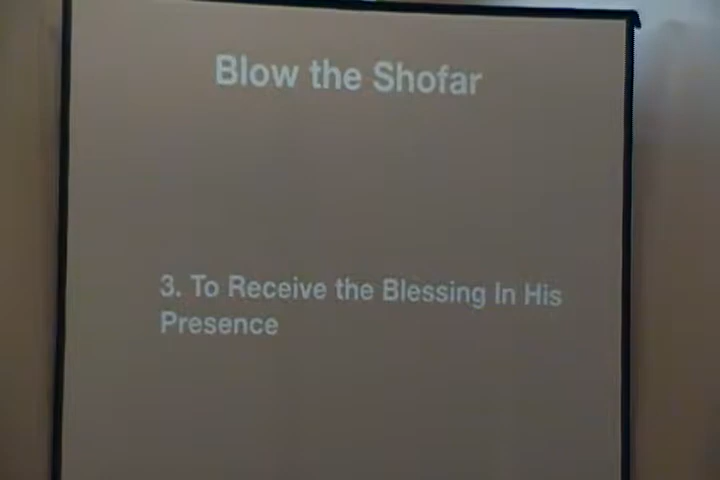 Blow the Shofar
3. To Receive the Blessing In His
Presence